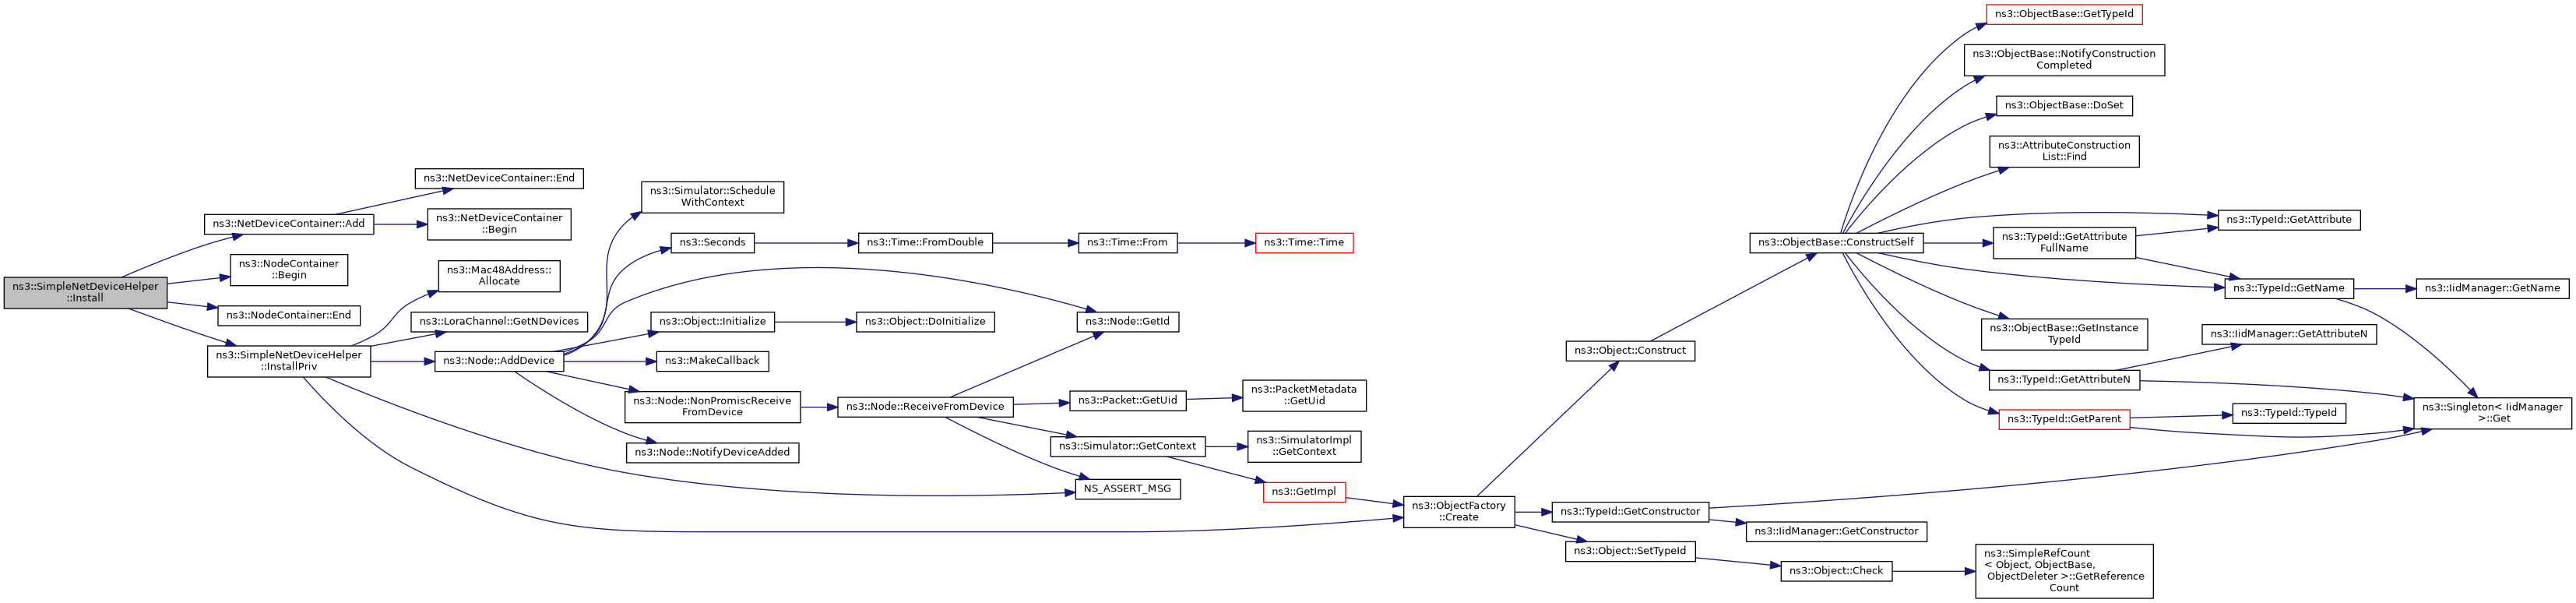 ns3::SimpleNetDeviceHelper
::Install
ns3::NetDeviceContainer::Add
ns3::NetDeviceContainer::End
ns3::NetDeviceContainer
::Begin
ns3::NodeContainer
::Begin
ns3::NodeContainer::End
ns3::SimpleNetDeviceHelper
::InstallPriv
ns3::Mac48Address::
Allocate
ns3::LoraChannel::GetNDevices
ns3::Node::AddDevice
ns3::Simulator::Schedule
WithContext
ns3::Seconds
ns3::Time::FromDouble
ns3::Time::From
ns3::Time::Time
ns3::Object::Initialize
ns3::Object::DoInitialize
ns3::Node::GetId
ns3::MakeCallback
ns3::Node::NonPromiscReceive
FromDevice
ns3::Node::NotifyDeviceAdded
ns3::Node::ReceiveFromDevice
ns3::Packet::GetUid
ns3::PacketMetadata
::GetUid
ns3::Simulator::GetContext
ns3::SimulatorImpl
::GetContext
NS_ASSERT_MSG
ns3::GetImpl
ns3::ObjectFactory
::Create
ns3::Object::Construct
ns3::TypeId::GetConstructor
ns3::IidManager::GetConstructor
ns3::Object::SetTypeId
ns3::Object::Check
ns3::SimpleRefCount
< Object, ObjectBase,
ObjectDeleter >::GetReference
Count
ns3::ObjectBase::ConstructSelf
ns3::ObjectBase::GetTypeId
ns3::ObjectBase::NotifyConstruction
Completed
ns3::ObjectBase::DoSet
ns3::AttributeConstruction
List::Find
ns3::TypeId::GetAttribute
ns3::TypeId::GetAttribute
FullName
ns3::TypeId::GetName
ns3::IidManager::GetName
ns3::ObjectBase::GetInstance
TypeId
ns3::IidManager::GetAttributeN
ns3::TypeId::GetAttributeN
ns3::TypeId::GetParent
ns3::TypeId::TypeId
ns3::Singleton< IidManager
>::Get